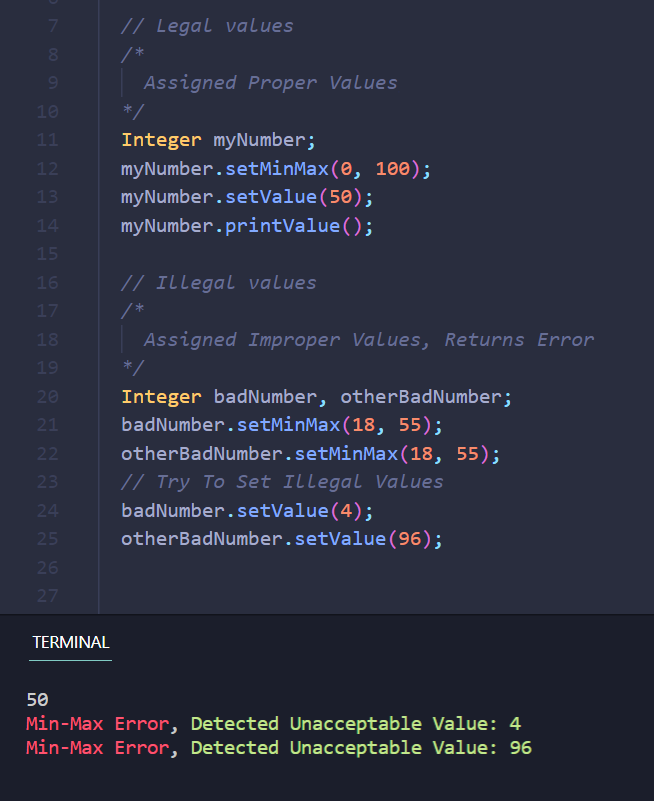 6
7 // Legal values
8 /*
9 Assigned Proper Values
10 */
11 Integer myNumber;
12 myNumber.setMinMax(0, 100);
13 myNumber.setValue(50);
14 myNumber.printValue();
15
16 // Illegal values
17 /*
18 Assigned Improper Values, Returns Error
19 */
20 Integer badNumber, otherBadNumber;
21 badNumber.setMinMax(18, 55);
22 otherBadNumber.setMinMax(18, 55);
23 // Try To Set Illegal Values
24 badNumber.setValue(4);
25 otherBadNumber.setValue(96);
26
27
TERMINAL
50
Min-Max Error, Detected Unacceptable Value: 4
Min-Max Error, Detected Unacceptable Value: 96